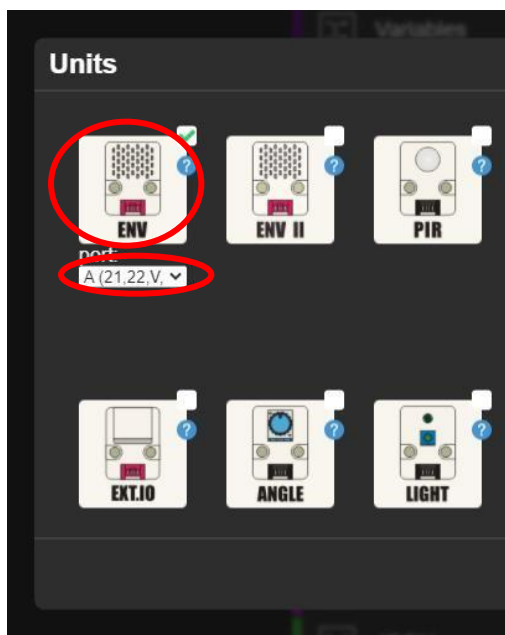 Variables
Units
ENV
ENV II
PIR
port:
A (21,22,V,
EXT.IO
ANGLE
LIGHT